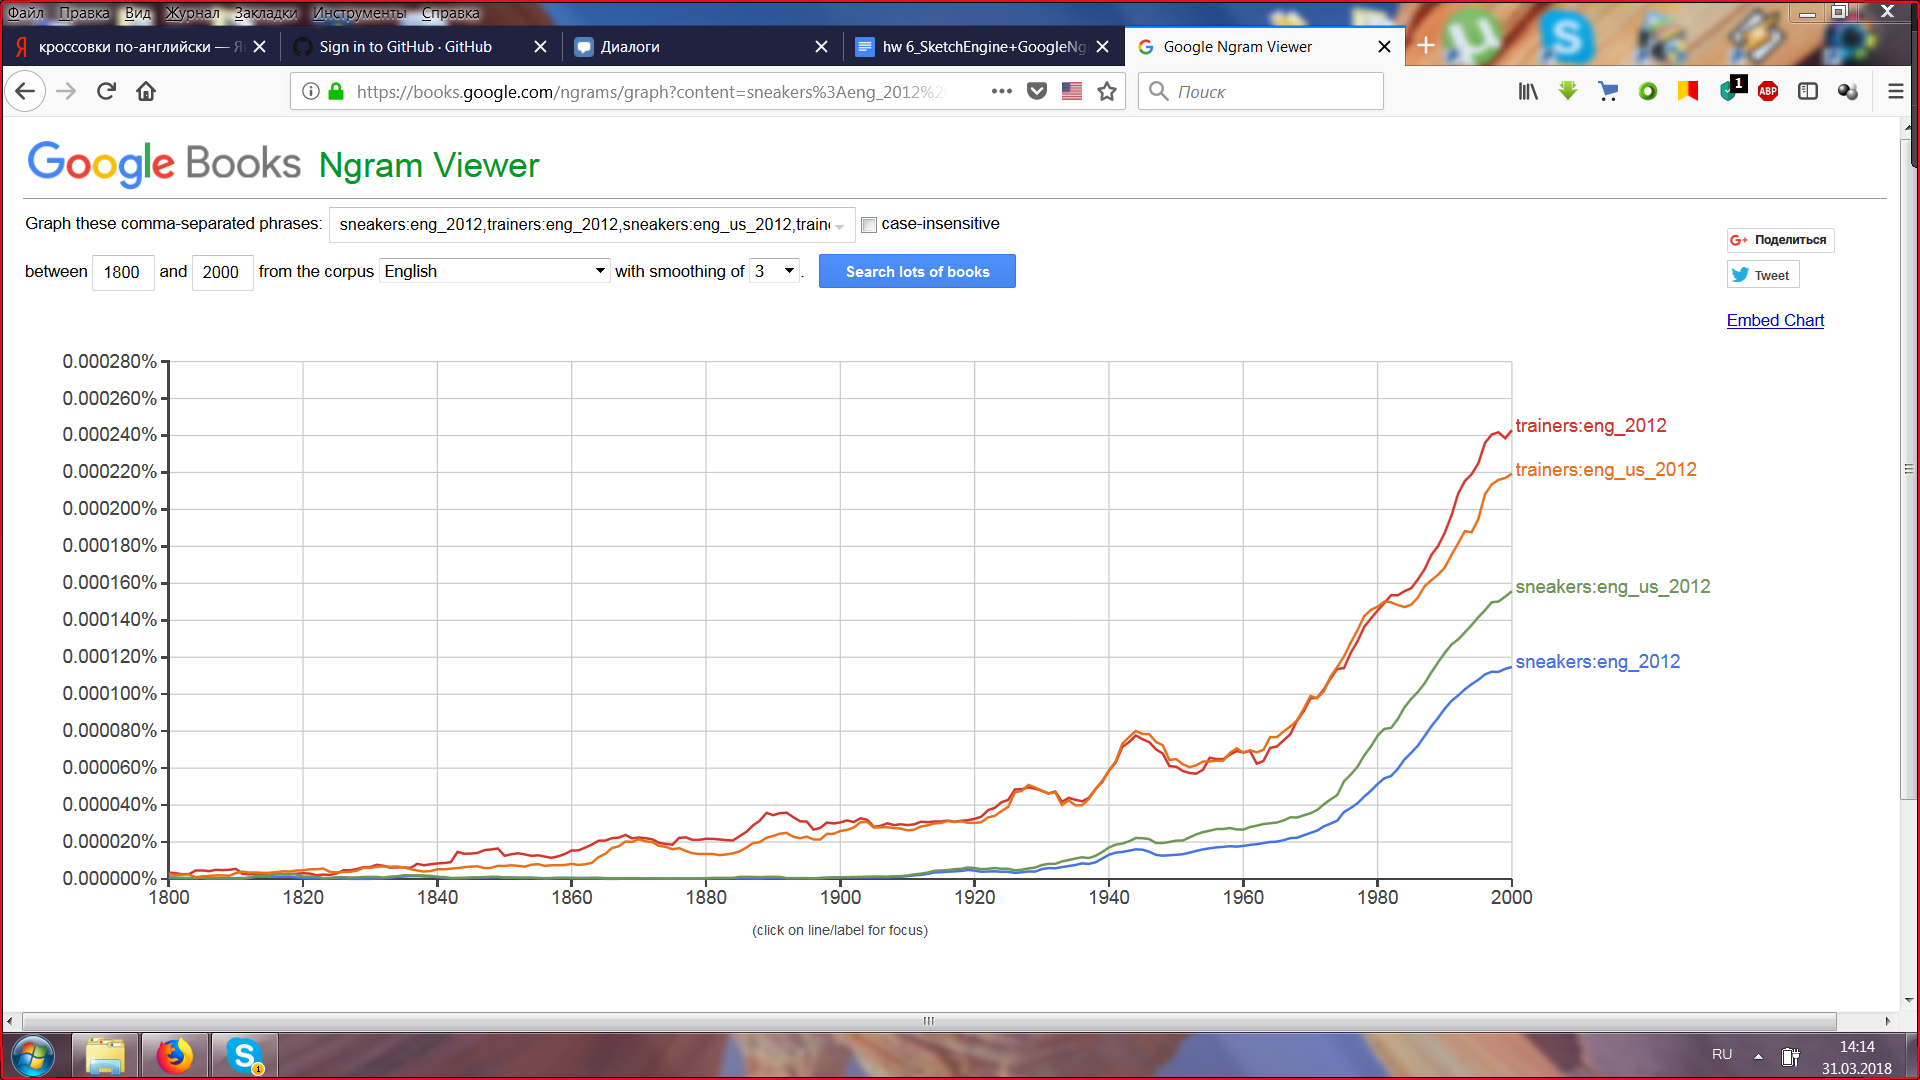 Файл Правка Вид Журнал Закладки Инструменты Справка
кроссовки по-английски — Я
Sign in to GitHub · GitHub
Диалоги
hw 6_SketchEngine+GoogleNg
Google Ngram Viewer
https://books.google.com/ngrams/graph?content=sneakers%3Aeng_2012%2
Поиск
1
ABP
Google Books Ngram Viewer
Graph these comma-separated phrases: sneakers:eng_2012,trainers:eng_2012,sneakers:eng_us_2012,traine case-insensitive
between 1800 and 2000 from the corpus English with smoothing of 3 . Search lots of books
G+ Поделиться
Tweet
Embed Chart
0.000280%
0.000260%
0.000240%
0.000220%
0.000200%
0.000180%
0.000160%
0.000140%
0.000120%
0.000100%
0.000080%
0.000060%
0.000040%
0.000020%
0.000000%
trainers:eng_2012
trainers:eng_us_2012
sneakers:eng_us_2012
sneakers:eng_2012
1800 1820 1840 1860 1880 1900 1920 1940 1960 1980 2000
(click on line/label for focus)
1
RU
14:14
31.03.2018